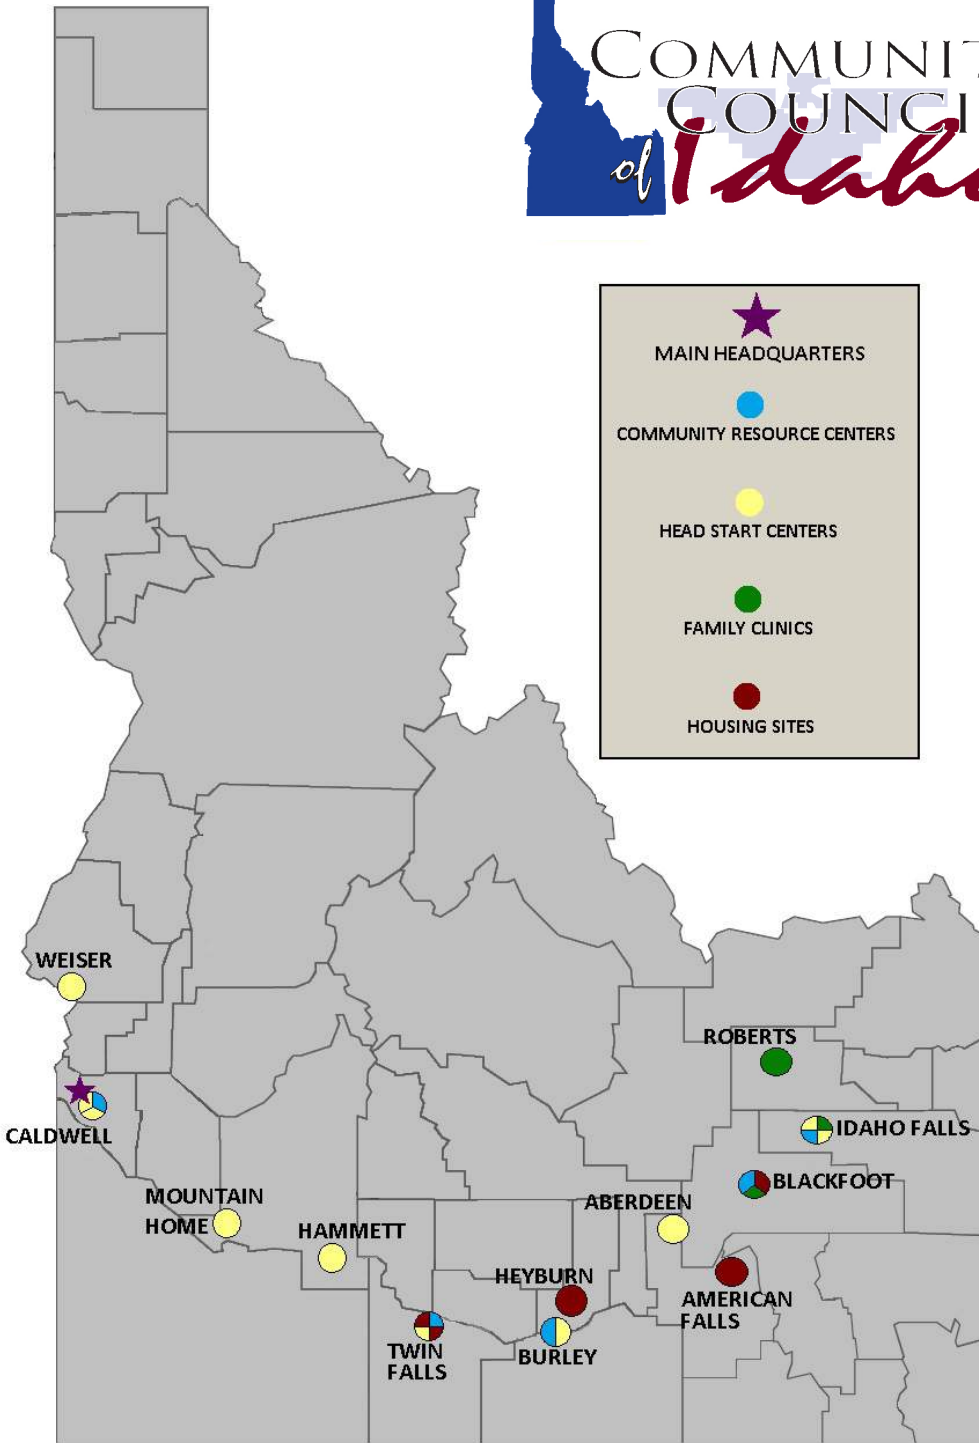 COMMUNIT
COUNCI
of Idaho
MAIN HEADQUARTERS
COMMUNITY RESOURCE CENTERS
HEAD START CENTERS
FAMILY CLINICS
HOUSING SITES
WEISER
ROBERTS
CALDWELL
IDAHO FALLS
BLACKFOOT
MOUNTAIN
HOME
HAMMETT
ABERDEEN
HEYBURN
AMERICAN
FALLS
TWIN
FALLS
BURLEY